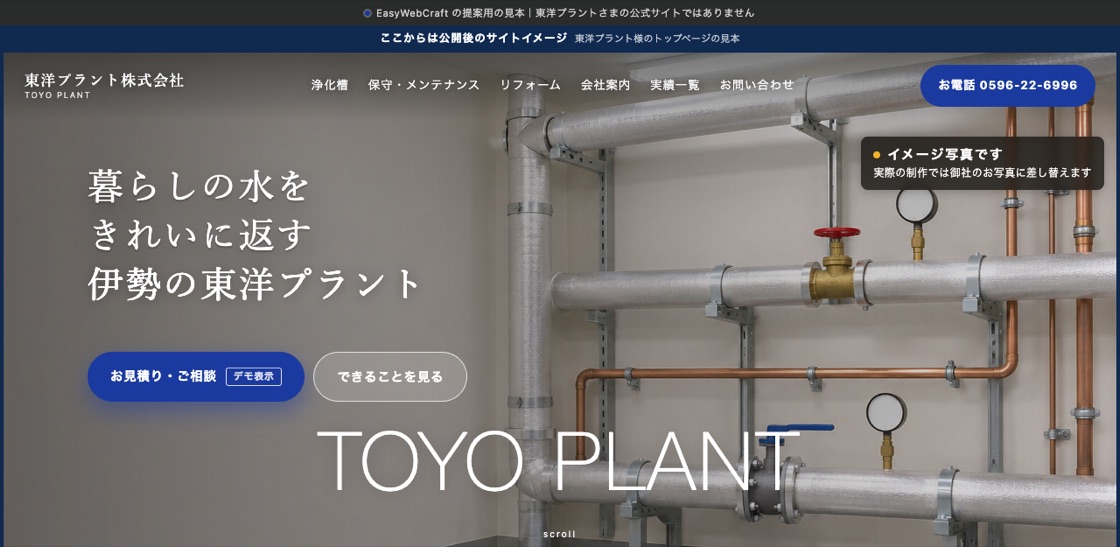 EasyWebCraft の提案用の見本｜東洋プラントさまの公式サイトではありません
ここからは公開後のサイトイメージ 東洋プラント様のトップページの見本
東洋プラント株式会社
TOYO PLANT
浄化槽 保守・メンテナンス リフォーム 会社案内 実績一覧 お問い合わせ
お電話 0596-22-6996
イメージ写真です
実際の制作では御社のお写真に差し替えます
暮らしの水を
きれいに返す
伊勢の東洋プラント
お見積り・ご相談 デモ表示
できることを見る
TOYO PLANT
scroll